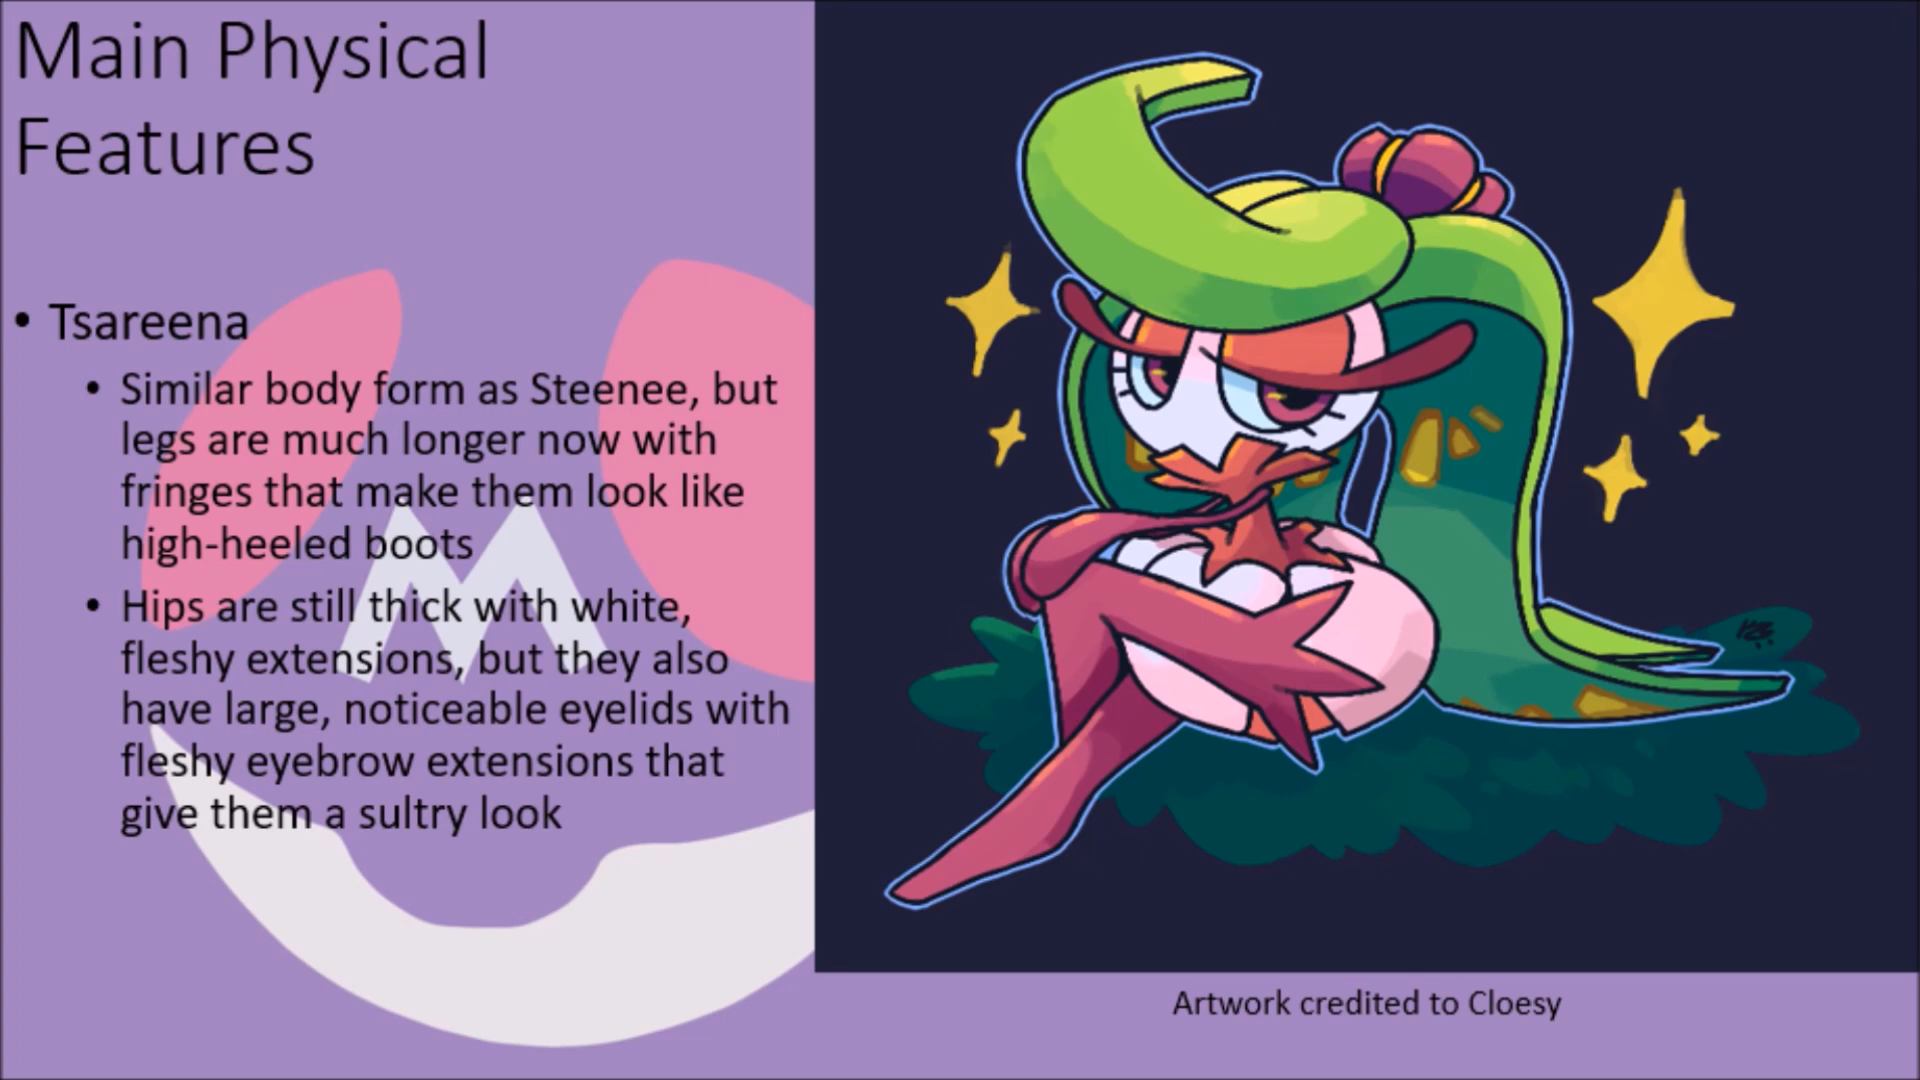 Main Physical
Features
• Tsareena
• Similar body form as Steenee, but
legs are much longer now with
fringes that make them look like
high-heeled boots
• Hips are still thick with white,
fleshy extensions, but they also
have large, noticeable eyelids with
fleshy eyebrow extensions that
give them a sultry look
Artwork credited to Cloesy